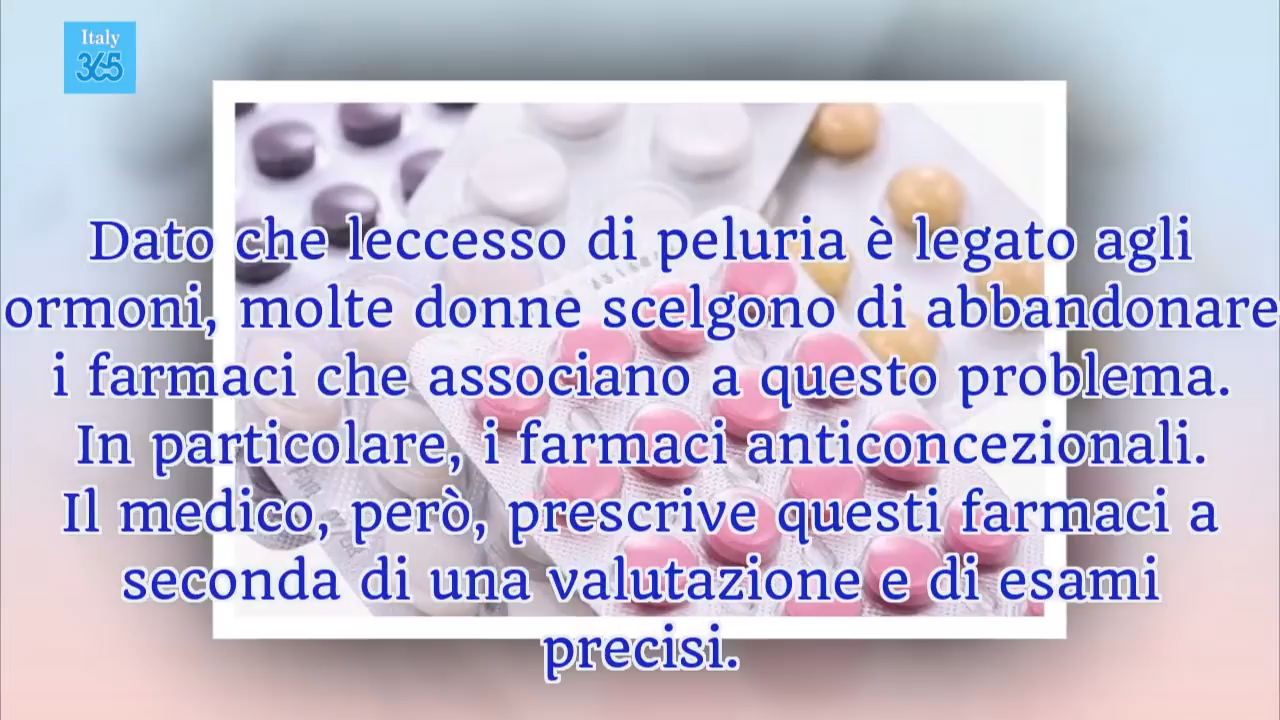 Italy
365
Dato che leccesso di peluria è legato agli
ormoni, molte donne scelgono di abbandonare
i farmaci che associano a questo problema.
In particolare, i farmaci anticoncezionali.
Il medico, però, prescrive questi farmaci a
seconda di una valutazione e di esami
precisi.